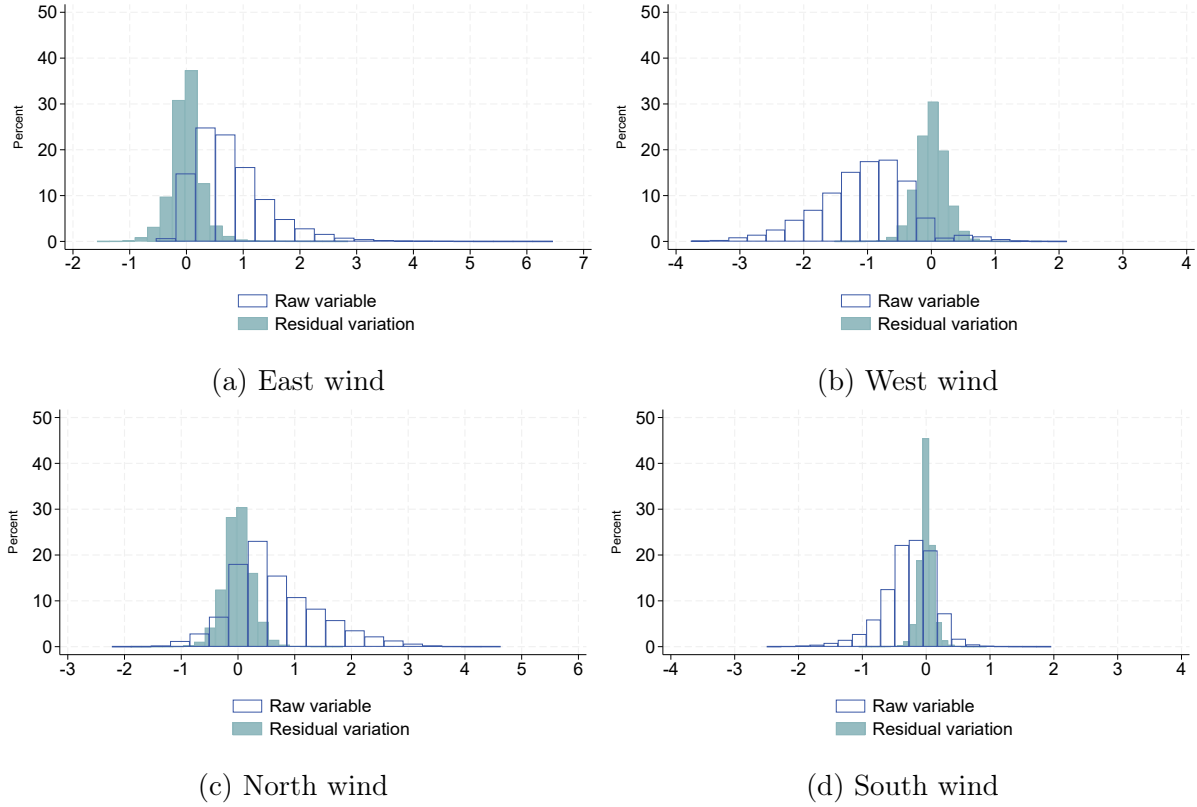 50
40
30
20
10
0
Percent
-2 -1 0 1 2 3 4 5 6 7
Raw variable
Residual variation
(a) East wind
50
40
30
20
10
0
Percent
-4 -3 -2 -1 0 1 2 3 4
Raw variable
Residual variation
(b) West wind
50
40
30
20
10
0
Percent
-3 -2 -1 0 1 2 3 4 5 6
Raw variable
Residual variation
(c) North wind
50
40
30
20
10
0
Percent
-4 -3 -2 -1 0 1 2 3 4
Raw variable
Residual variation
(d) South wind